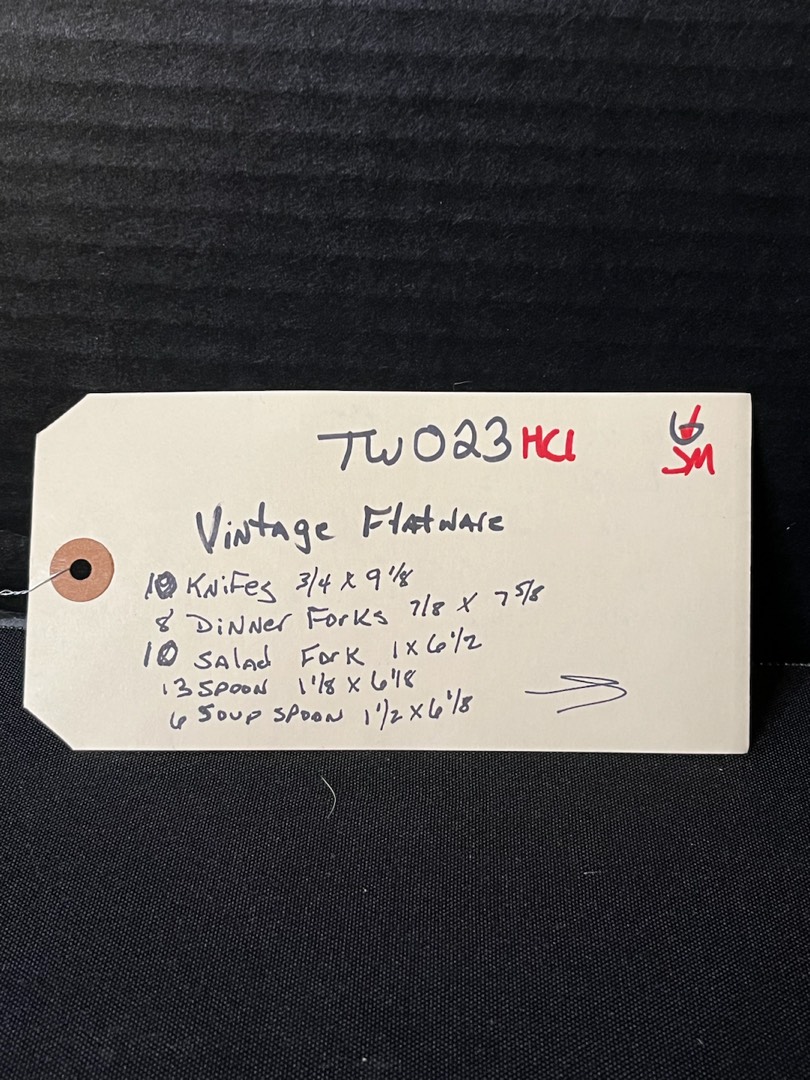 TW023 HCl 6
JM
Vintage Flatware
10 Knifes 3/4 x 9 1/8
8 Dinner Forks 7/8 x 7 5/8
10 Salad Fork 1 x 6 1/2
13 Spoon 1 1/8 x 6 1/8
6 Soup Spoon 1 1/2 x 6 1/8